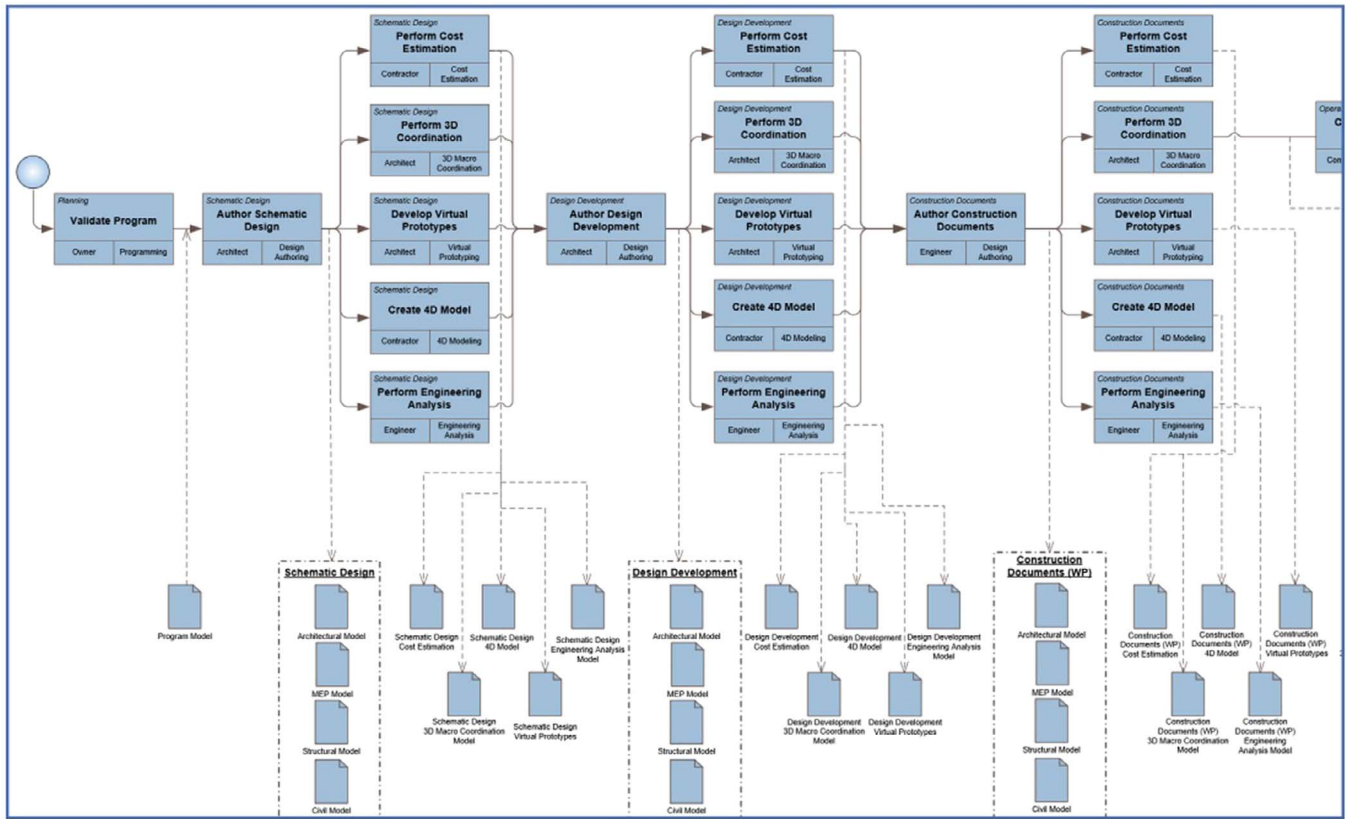 Schematic Design
Perform Cost
Estimation
Contractor
Cost
Estimation
Design Development
Perform Cost
Estimation
Contractor
Cost
Estimation
Construction Documents
Perform Cost
Estimation
Contractor
Cost
Estimation
Schematic Design
Perform 3D
Coordination
Architect
3D Macro
Coordination
Design Development
Perform 3D
Coordination
Architect
3D Macro
Coordination
Construction Documents
Perform 3D
Coordination
Architect
3D Macro
Coordination
Opera
C
Con
Planning
Validate Program
Owner
Programming
Schematic Design
Author Schematic
Design
Architect
Design
Authoring
Schematic Design
Develop Virtual
Prototypes
Architect
Virtual
Prototyping
Design Development
Author Design
Development
Architect
Design
Authoring
Design Development
Develop Virtual
Prototypes
Architect
Virtual
Prototyping
Construction Documents
Author Construction
Documents
Engineer
Design
Authoring
Construction Documents
Develop Virtual
Prototypes
Architect
Virtual
Prototyping
Schematic Design
Create 4D Model
Contractor
4D Modeling
Design Development
Create 4D Model
Contractor
4D Modeling
Construction Documents
Create 4D Model
Contractor
4D Modeling
Schematic Design
Perform Engineering
Analysis
Engineer
Engineering
Analysis
Design Development
Perform Engineering
Analysis
Engineer
Engineering
Analysis
Construction Documents
Perform Engineering
Analysis
Engineer
Engineering
Analysis
Program Model
Schematic Design
Architectural Model
MEP Model
Structural Model
Civil Model
Schematic Design
Cost Estimation
Schematic Design
4D Model
Schematic Design
Engineering Analysis
Model
Schematic Design
3D Macro Coordination
Model
Schematic Design
Virtual Prototypes
Design Development
Architectural Model
MEP Model
Structural Model
Civil Model
Design Development
Cost Estimation
Design Development
4D Model
Design Development
Engineering Analysis
Model
Design Development
3D Macro Coordination
Model
Design Development
Virtual Prototypes
Construction
Documents (WP)
Architectural Model
MEP Model
Structural Model
Civil Model
Construction
Documents (WP)
Cost Estimation
Construction
Documents (WP)
4D Model
Construction
Documents (WP)
Virtual Prototypes
Construction
Documents (WP)
3D Macro Coordination
Model
Construction
Documents (WP)
Engineering
Analysis Model